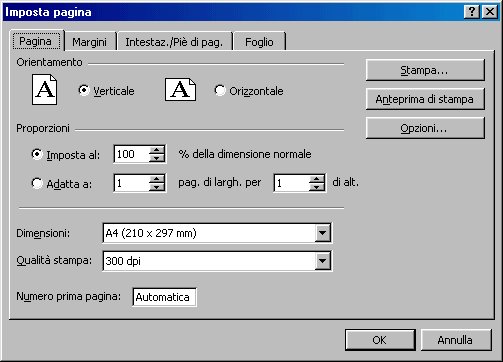 Imposta pagina
Pagina Margini Intestaz./Piè di pag. Foglio
Orientamento
A Verticale A Orizzontale
Stampa...
Anteprima di stampa
Opzioni...
Proporzioni
Imposta al: 100 % della dimensione normale
Adatta a: 1 pag. di largh. per 1 di alt.
Dimensioni: A4 (210 x 297 mm)
Qualità stampa: 300 dpi
Numero prima pagina: Automatica
OK Annulla